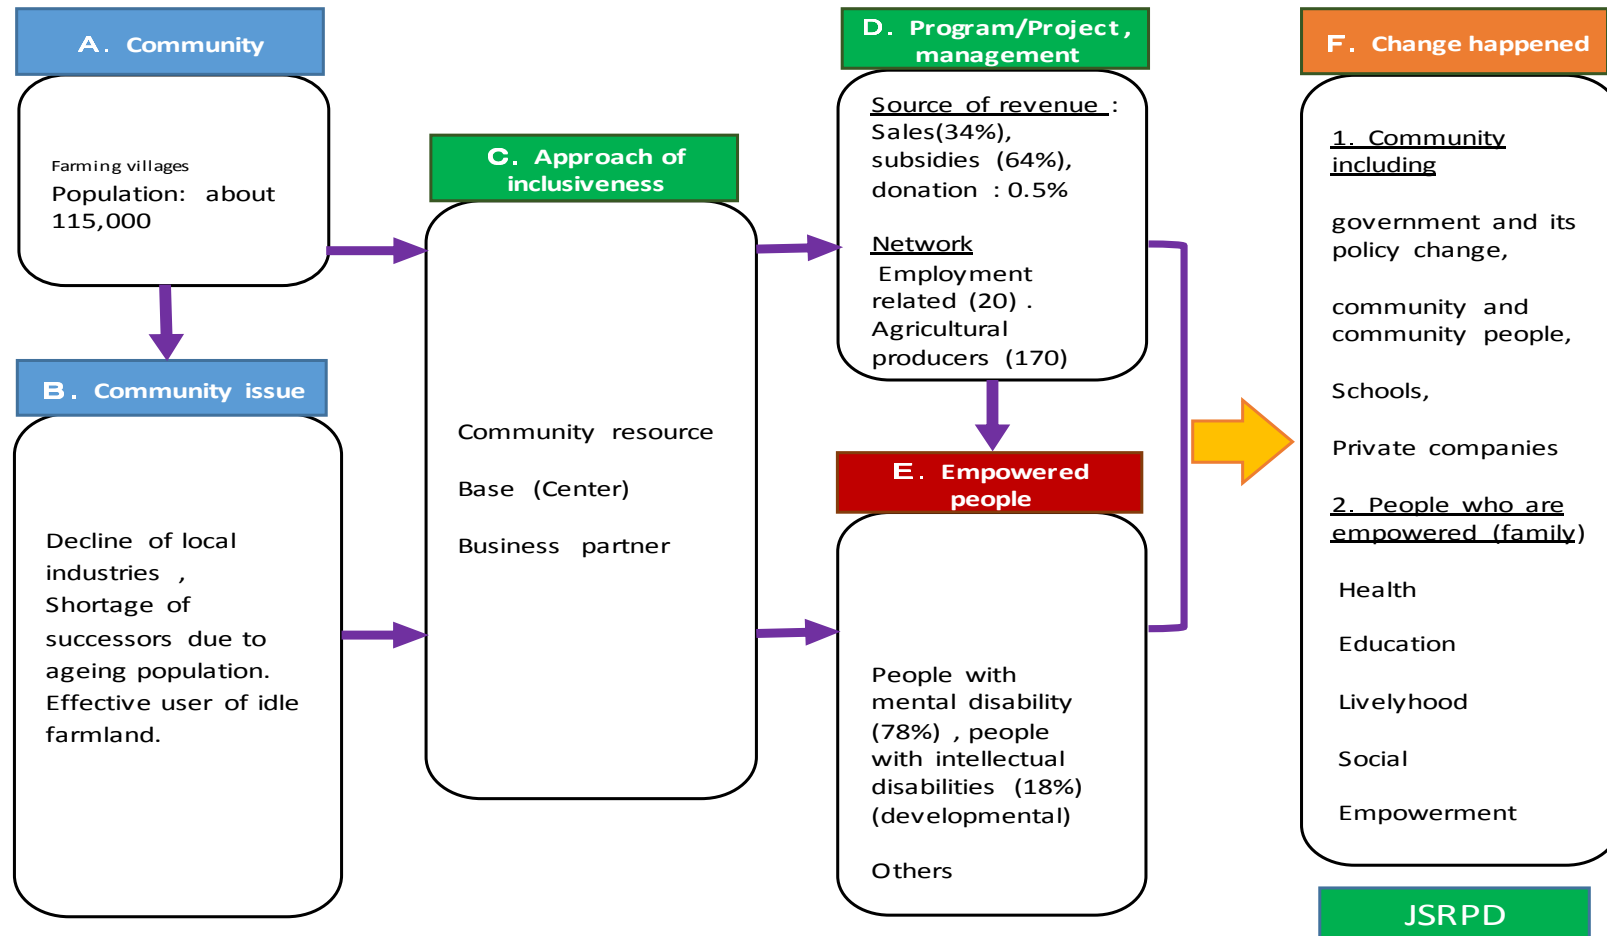 A. Community
Farming villages
Population: about
115,000
B. Community issue
Decline of local
industries ,
Shortage of
successors due to
ageing population.
Effective user of idle
farmland.
C. Approach of
inclusiveness
Community resource
Base (Center)
Business partner
D. Program/Project ,
management
Source of revenue :
Sales(34%),
subsidies (64%),
donation : 0.5%
Network
Employment
related (20) .
Agricultural
producers (170)
E. Empowered
people
People with
mental disability
(78%) , people
with intellectual
disabilities (18%)
(developmental)
Others
F. Change happened
1. Community
including
government and its
policy change,
community and
community people,
Schools,
Private companies
2. People who are
empowered (family)
Health
Education
Livelyhood
Social
Empowerment
JSRPD